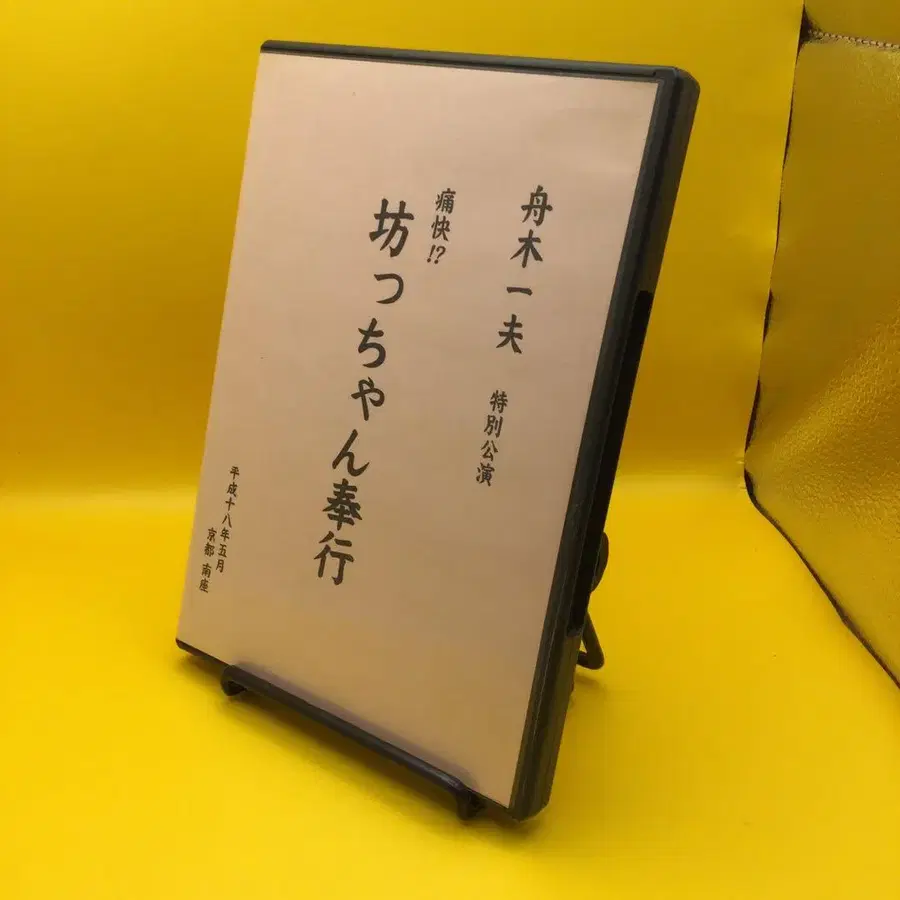 舟木一夫 特別公演
痛快!?
坊っちゃん奉行
平成十八年五月
京都 南座